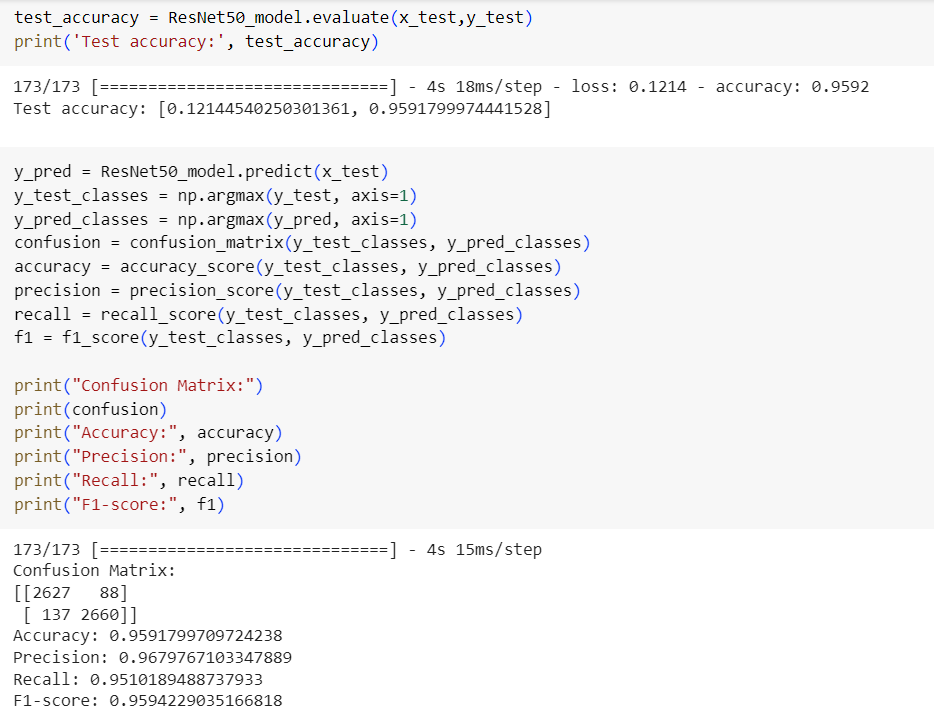 test_accuracy = ResNet50_model.evaluate(x_test,y_test)
print('Test accuracy:', test_accuracy)
173/173 [==============================] - 4s 18ms/step - loss: 0.1214 - accuracy: 0.9592
Test accuracy: [0.12144540250301361, 0.9591799974441528]
y_pred = ResNet50_model.predict(x_test)
y_test_classes = np.argmax(y_test, axis=1)
y_pred_classes = np.argmax(y_pred, axis=1)
confusion = confusion_matrix(y_test_classes, y_pred_classes)
accuracy = accuracy_score(y_test_classes, y_pred_classes)
precision = precision_score(y_test_classes, y_pred_classes)
recall = recall_score(y_test_classes, y_pred_classes)
f1 = f1_score(y_test_classes, y_pred_classes)
print("Confusion Matrix:")
print(confusion)
print("Accuracy:", accuracy)
print("Precision:", precision)
print("Recall:", recall)
print("F1-score:", f1)
173/173 [==============================] - 4s 15ms/step
Confusion Matrix:
[[2627   88]
 [ 137 2660]]
Accuracy: 0.9591799709724238
Precision: 0.9679767103347889
Recall: 0.9510189488737933
F1-score: 0.9594229035166818